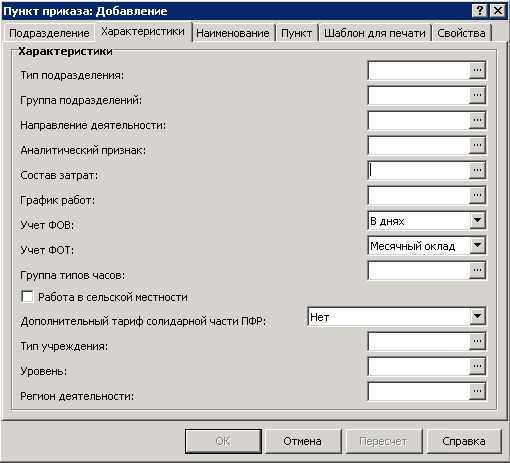 Пункт приказа: Добавление
Подразделение Характеристики Наименование Пункт Шаблон для печати Свойства
Характеристики
Тип подразделения: ...
Группа подразделений: ...
Направление деятельности: ...
Аналитический признак: ...
Состав затрат: ...
График работ: ...
Учет ФОВ: В днях
Учет ФОТ: Месячный оклад
Группа типов часов: ...
Работа в сельской местности
Дополнительный тариф солидарной части ПФР: Нет
Тип учреждения: ...
Уровень: ...
Регион деятельности: ...
ОК Отмена Пересчет Справка